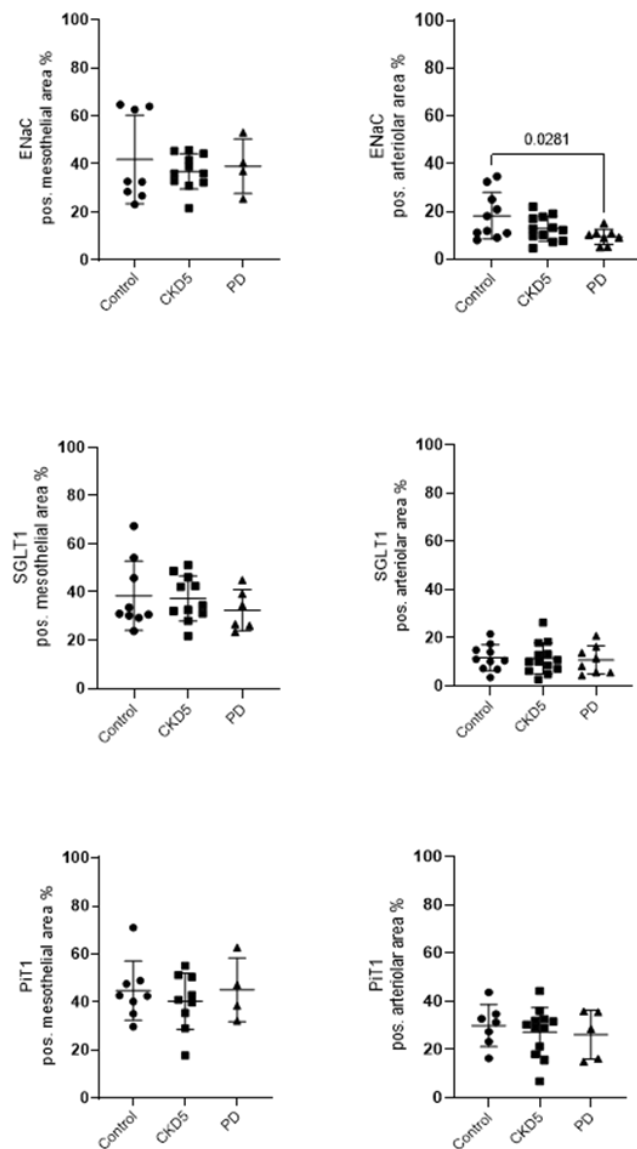 ENaC
pos. mesothelial area %
100
80
60
40
20
0
Control
CKD5
PD
ENaC
pos. arteriolar area %
100
80
60
40
20
0
0.0281
Control
CKD5
PD
SGLT1
pos. mesothelial area %
100
80
60
40
20
0
Control
CKD5
PD
SGLT1
pos. arteriolar area %
100
80
60
40
20
0
Control
CKD5
PD
PiT1
pos. mesothelial area %
100
80
60
40
20
0
Control
CKD5
PD
PiT1
pos. arteriolar area %
100
80
60
40
20
0
Control
CKD5
PD